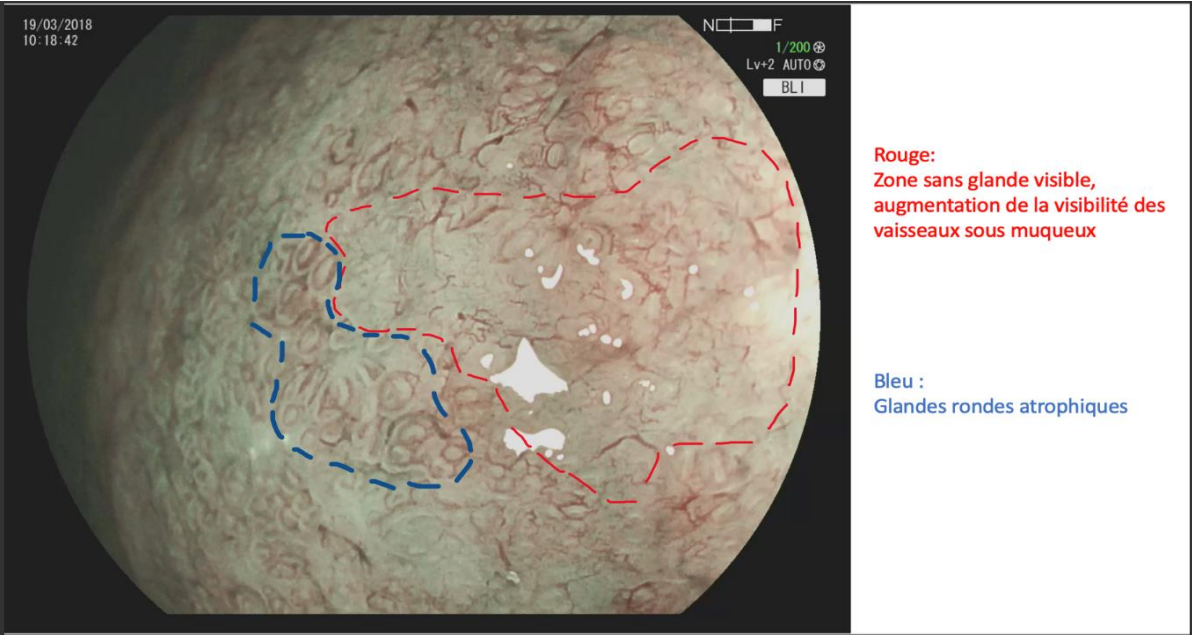 19/03/2018
10:18:42
N F
1/200
Lv+2 AUTO
BLI
Rouge:
Zone sans glande visible,
augmentation de la visibilité des
vaisseaux sous muqueux
Bleu :
Glandes rondes atrophiques